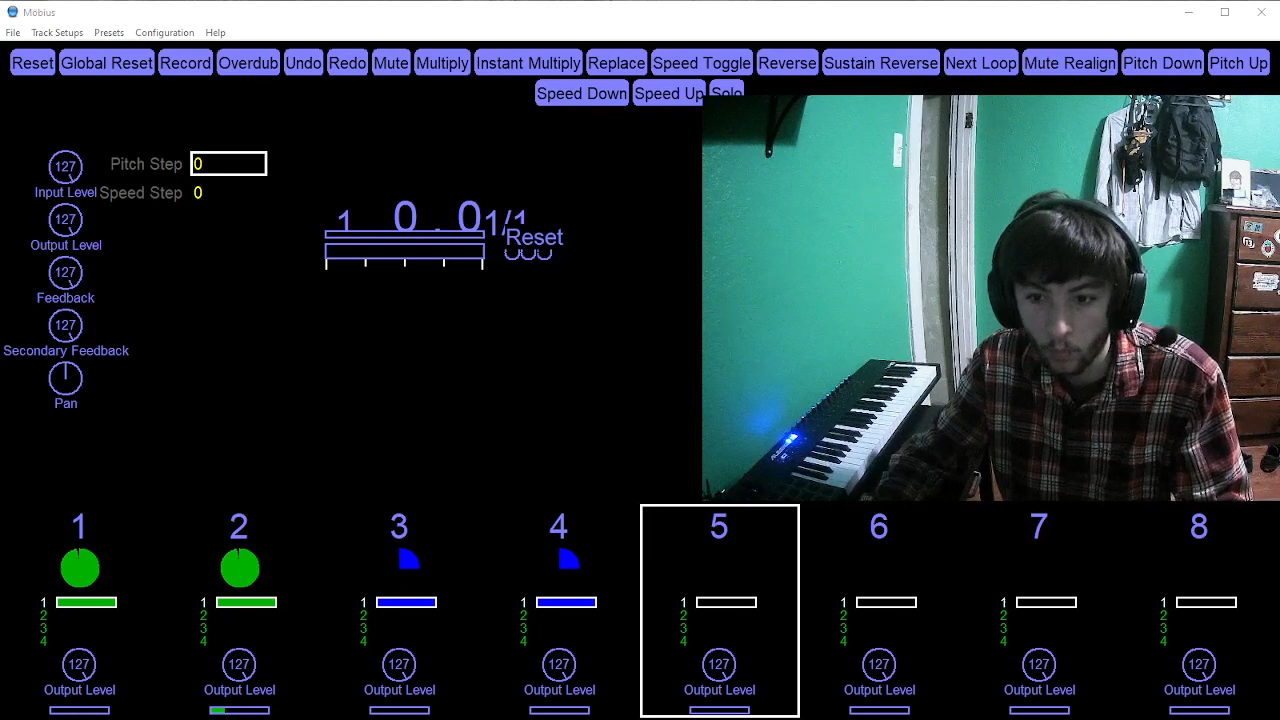 Mobius
File Track Setups Presets Configuration Help
Reset Global Reset Record Overdub Undo Redo Mute Multiply Instant Multiply Replace Speed Toggle Reverse Sustain Reverse Next Loop Mute Realign Pitch Down Pitch Up
Speed Down Speed Up Solo
127 Pitch Step 0
Input Level Speed Step 0
127
Output Level
127
Feedback
127
Secondary Feedback
Pan
1 0.0 1/1
Reset
1 2 3 4 5 6 7 8
1 1 1 1 1 1 1 1
2 2 2 2 2 2 2 2
3 3 3 3 3 3 3 3
4 4 4 4 4 4 4 4
127 127 127 127 127 127 127 127
Output Level Output Level Output Level Output Level Output Level Output Level Output Level Output Level